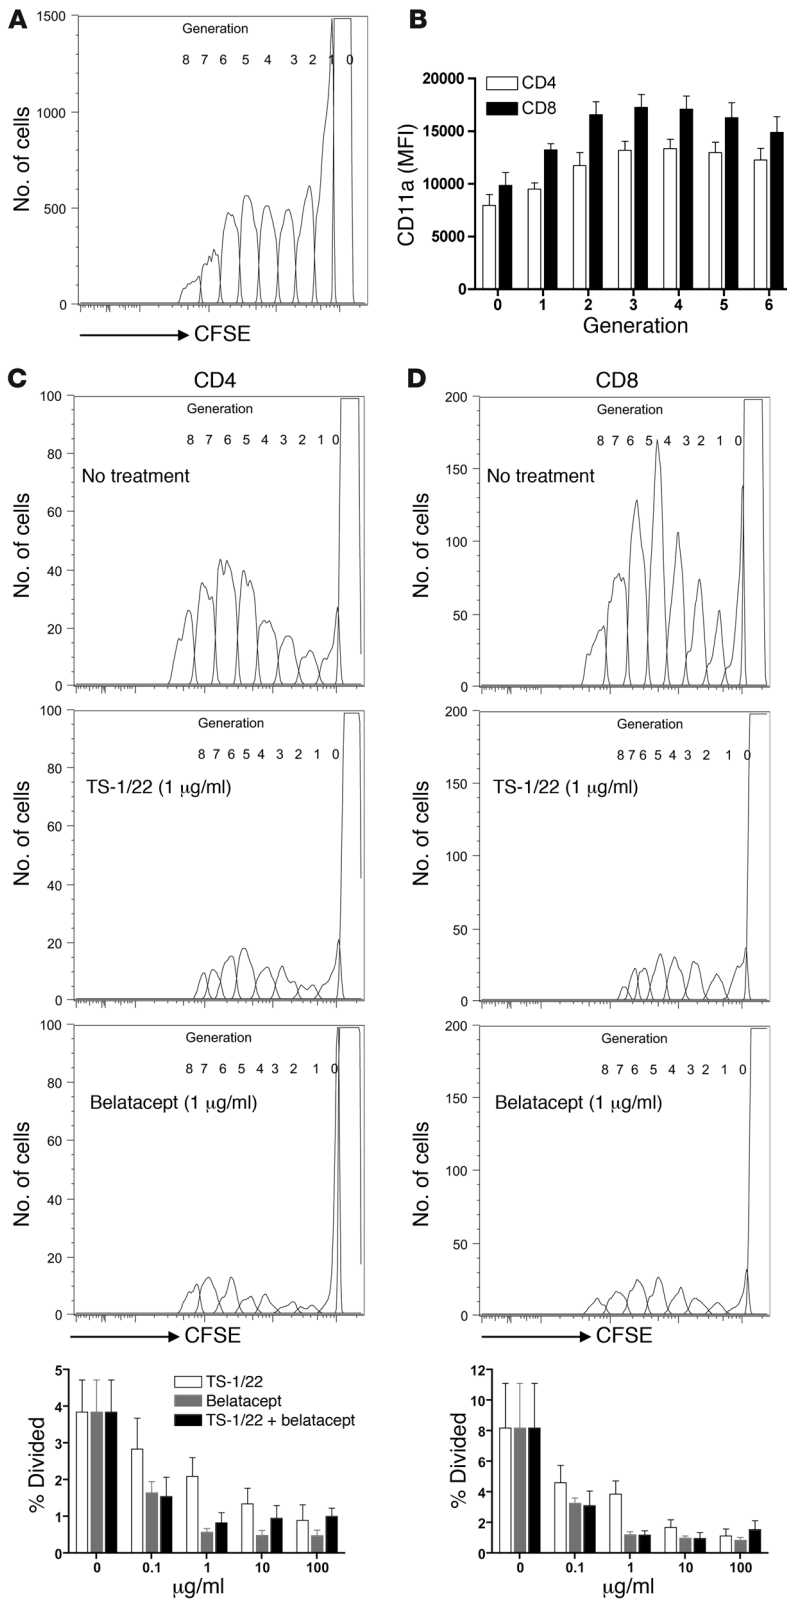 A
Generation
8 7 6 5 4 3 2 1 0
1500
1000
500
0
No. of cells
CFSE
B
20000
15000
10000
5000
0
CD11a (MFI)
CD4
CD8
0 1 2 3 4 5 6
Generation
C
CD4
Generation
8 7 6 5 4 3 2 1 0
No treatment
100
80
60
40
20
0
No. of cells
Generation
8 7 6 5 4 3 2 1 0
TS-1/22 (1 μg/ml)
100
80
60
40
20
0
No. of cells
Generation
8 7 6 5 4 3 2 1 0
Belatacept (1 μg/ml)
100
80
60
40
20
0
No. of cells
CFSE
5
4
3
2
1
0
% Divided
TS-1/22
Belatacept
TS-1/22 + belatacept
0 0.1 1 10 100
μg/ml
D
CD8
Generation
8 7 6 5 4 3 2 1 0
No treatment
200
150
100
50
0
No. of cells
Generation
8 7 6 5 4 3 2 1 0
TS-1/22 (1 μg/ml)
200
150
100
50
0
No. of cells
Generation
8 7 6 5 4 3 2 1 0
Belatacept (1 μg/ml)
200
150
100
50
0
No. of cells
CFSE
12
10
8
6
4
2
0
% Divided
0 0.1 1 10 100
μg/ml